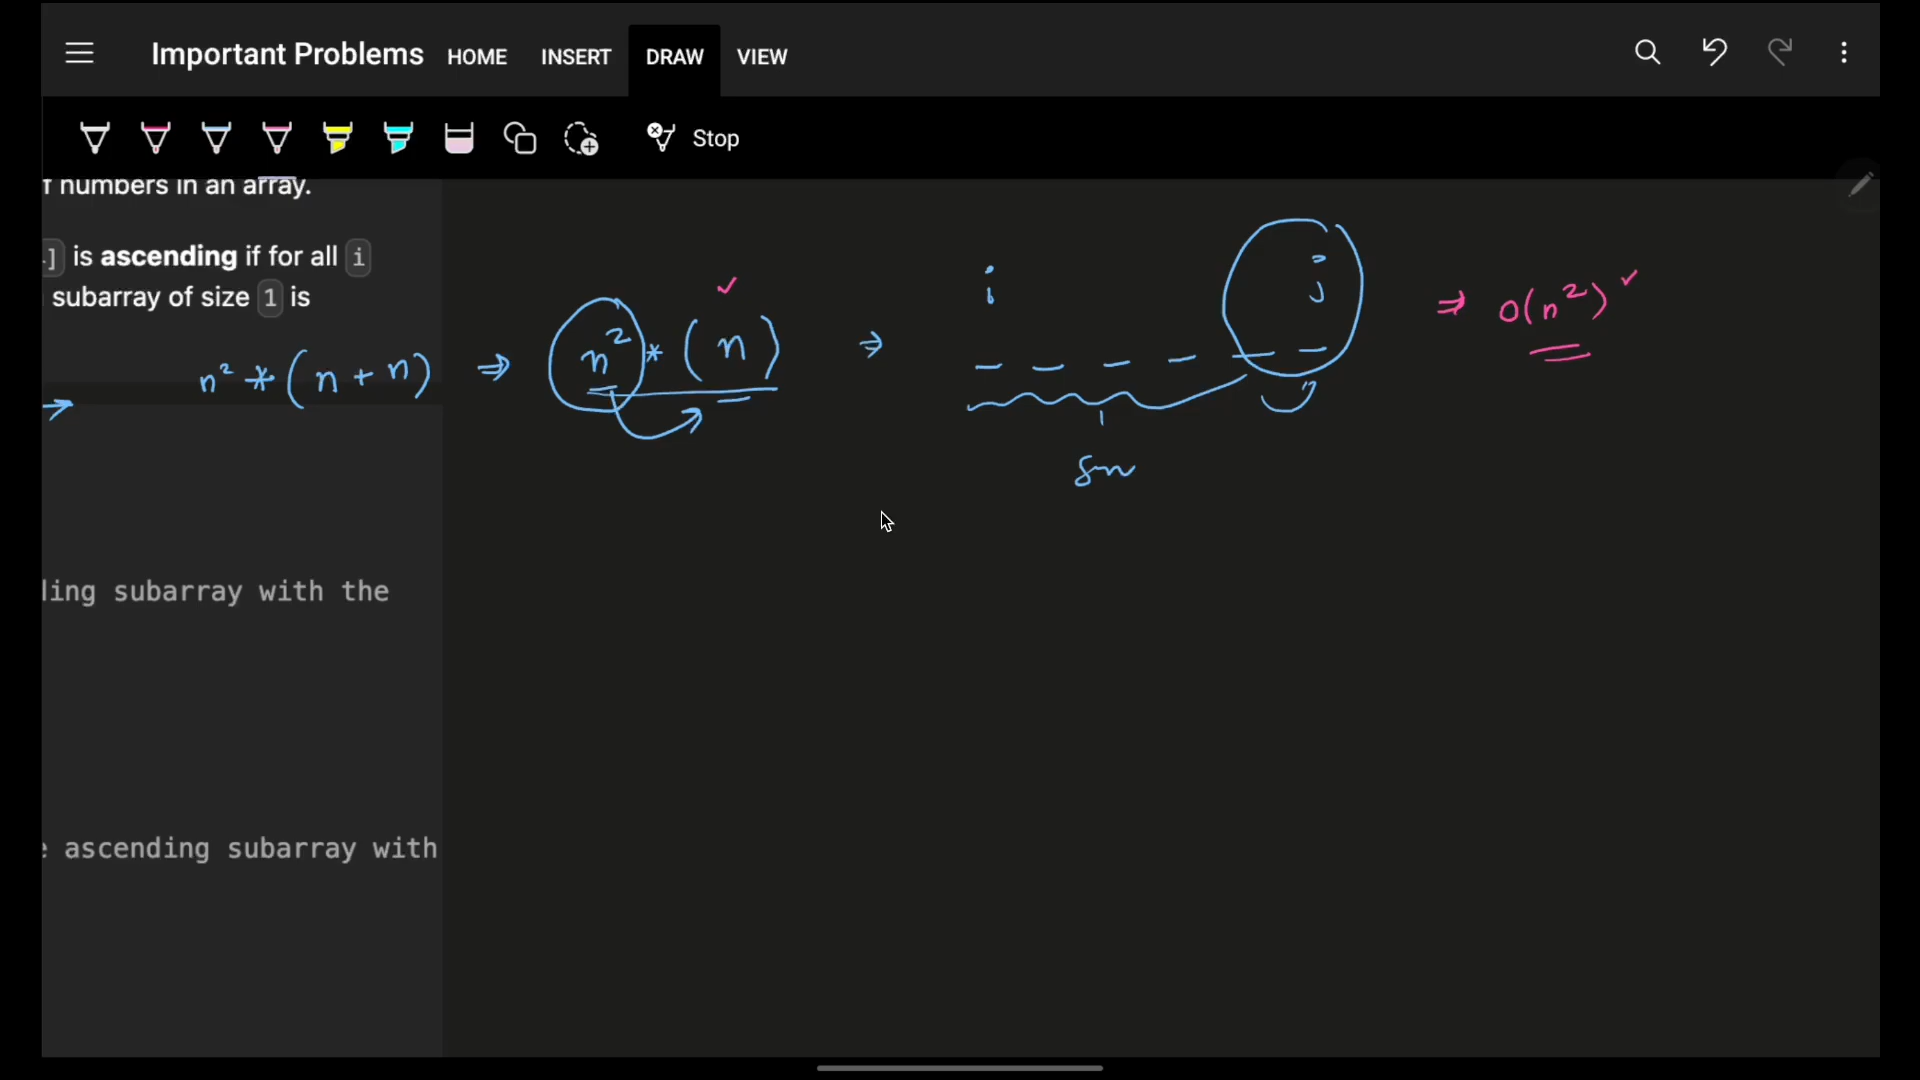 Important Problems HOME INSERT DRAW VIEW
Stop
f numbers in an array.
] is ascending if for all i
subarray of size 1 is
n² * (n + n) ⇒ n² * (n) ⇒ i j ⇒ O(n²)
sm
ling subarray with the
e ascending subarray with